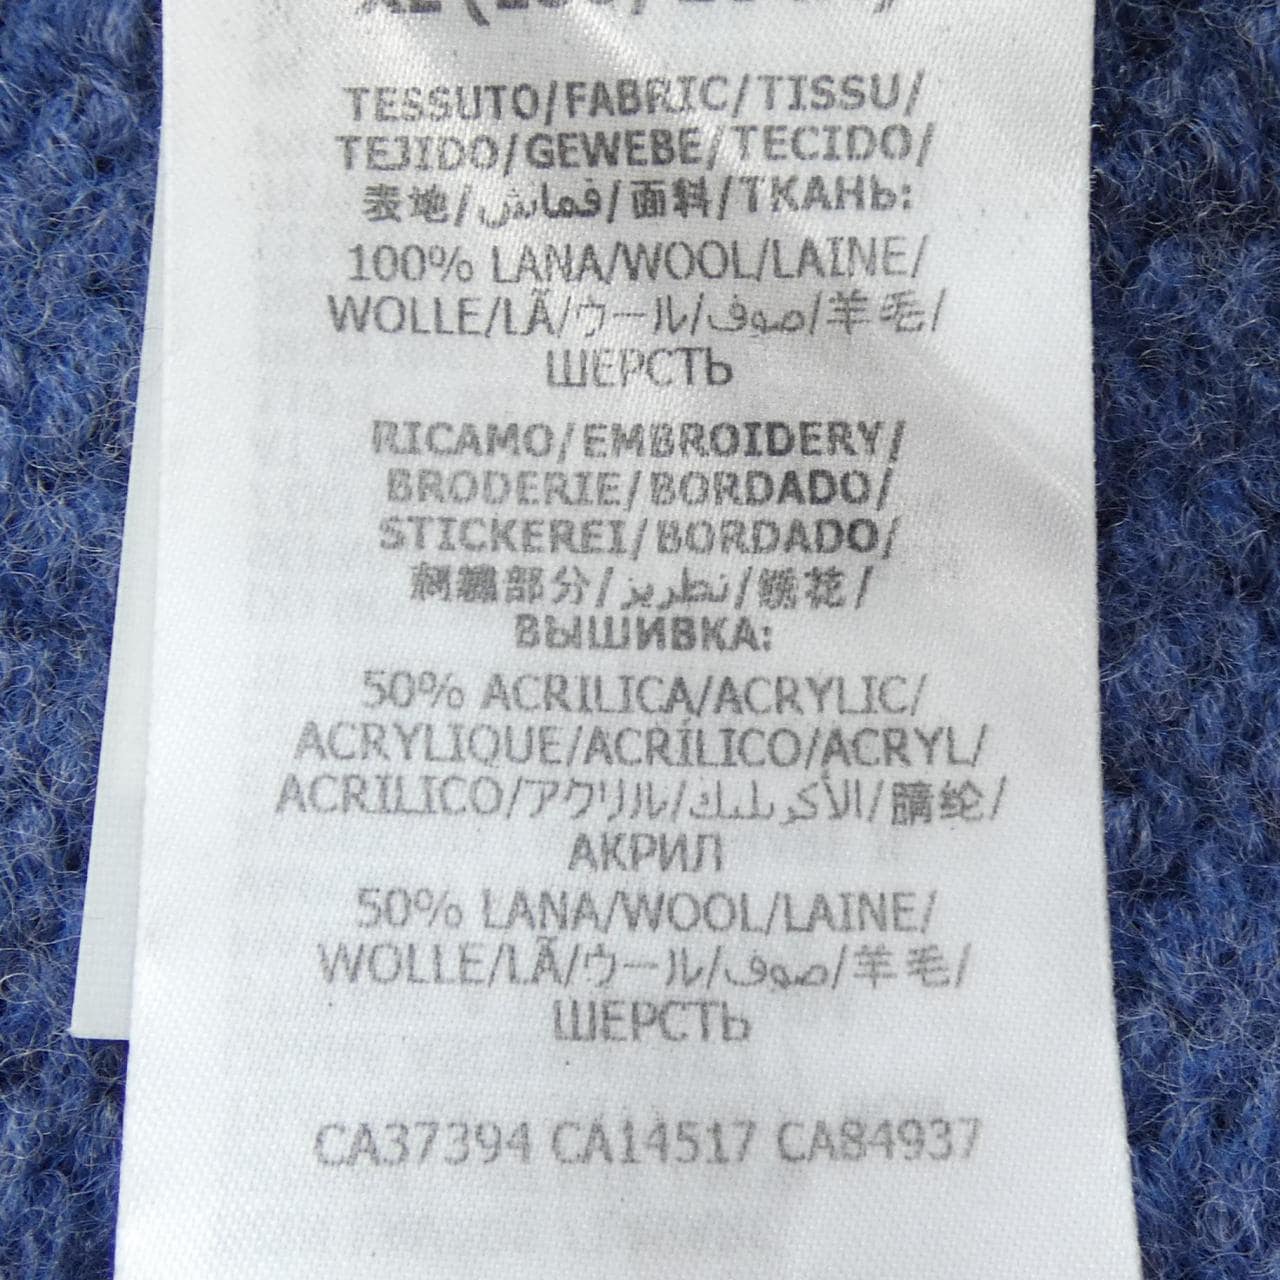 TESSUTO/FABRIC/TISSU/
TEJIDO/GEWEBE/TECIDO/
表地/قماش/面料/ТКАНЬ:
100% LANA/WOOL/LAINE/
WOLLE/LÃ/ウール/صوف/羊毛/
ШЕРСТЬ
RICAMO/EMBROIDERY/
BRODERIE/BORDADO/
STICKEREI/BORDADO/
刺繍部分/تطريز/绣花/
ВЫШИВКА:
50% ACRILICA/ACRYLIC/
ACRYLIQUE/ACRÍLICO/ACRYL/
ACRILICO/アクリル/الأكريليك/腈纶/
АКРИЛ
50% LANA/WOOL/LAINE/
WOLLE/LÃ/ウール/صوف/羊毛/
ШЕРСТЬ
CA37394 CA14517 CA84937